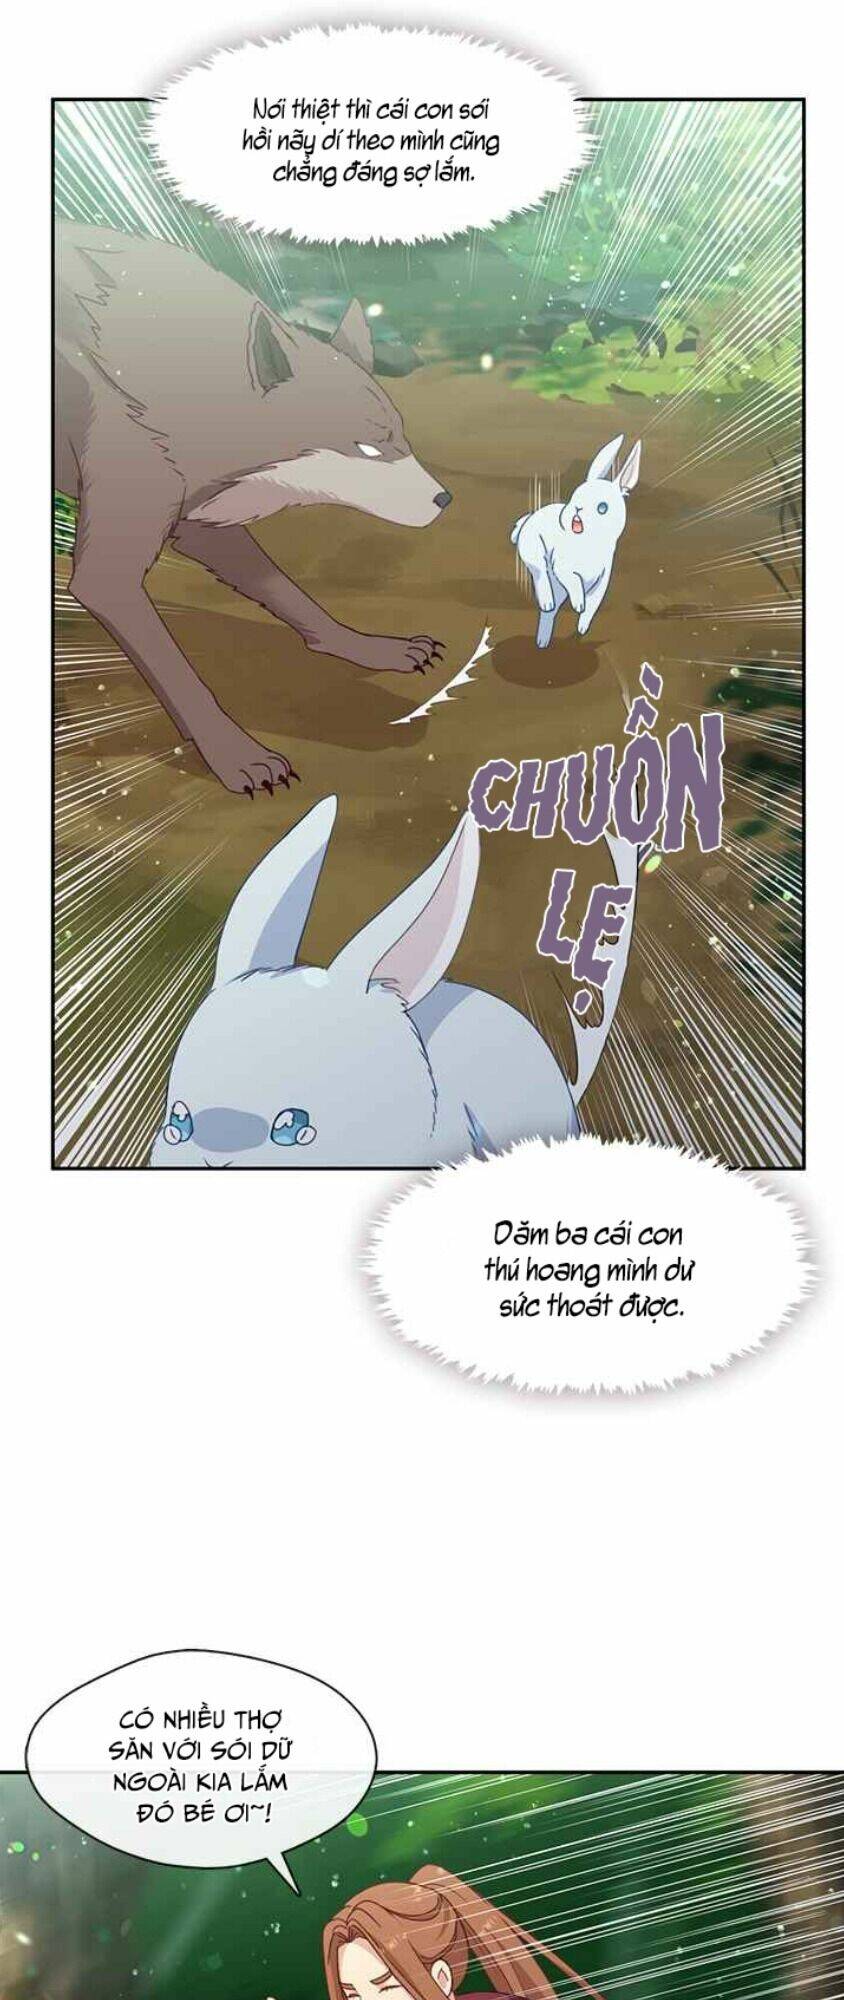 Nói thiệt thì cái con sói
hồi nãy dí theo mình cũng
chẳng đáng sợ lắm.
CHUỒN
LẸ
Dăm ba cái con
thú hoang mình dư
sức thoát được.
CÓ NHIỀU THỢ
SĂN VỚI SÓI DỮ
NGOÀI KIA LẮM
ĐÓ BÉ ƠI~!